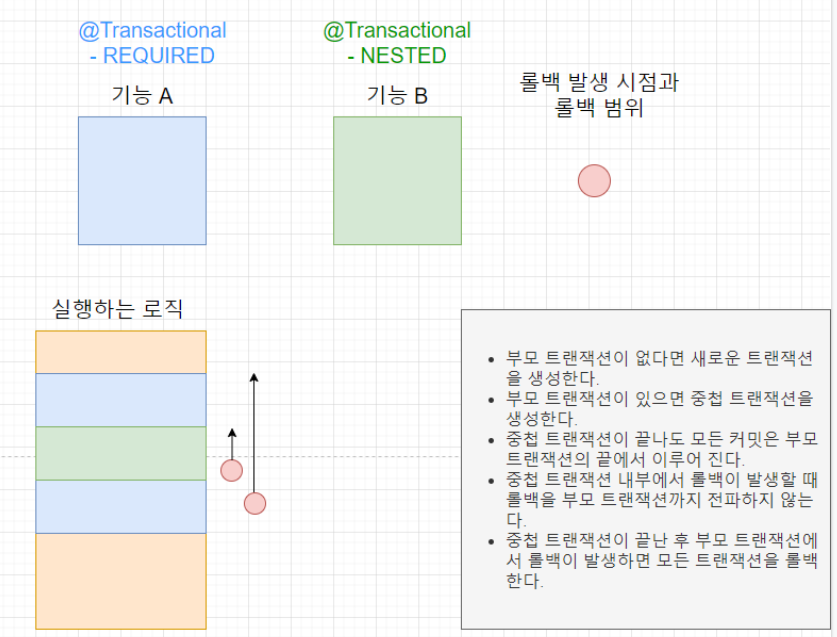 @Transactional
- REQUIRED
@Transactional
- NESTED
기능 A
기능 B
롤백 발생 시점과
롤백 범위
실행하는 로직
• 부모 트랜잭션이 없다면 새로운 트랜잭션
을 생성한다.
• 부모 트랜잭션이 있으면 중첩 트랜잭션을
생성한다.
• 중첩 트랜잭션이 끝나도 모든 커밋은 부모
트랜잭션의 끝에서 이루어 진다.
• 중첩 트랜잭션 내부에서 롤백이 발생할 때
롤백을 부모 트랜잭션까지 전파하지 않는
다.
• 중첩 트랜잭션이 끝난 후 부모 트랜잭션에
서 롤백이 발생하면 모든 트랜잭션을 롤백
한다.